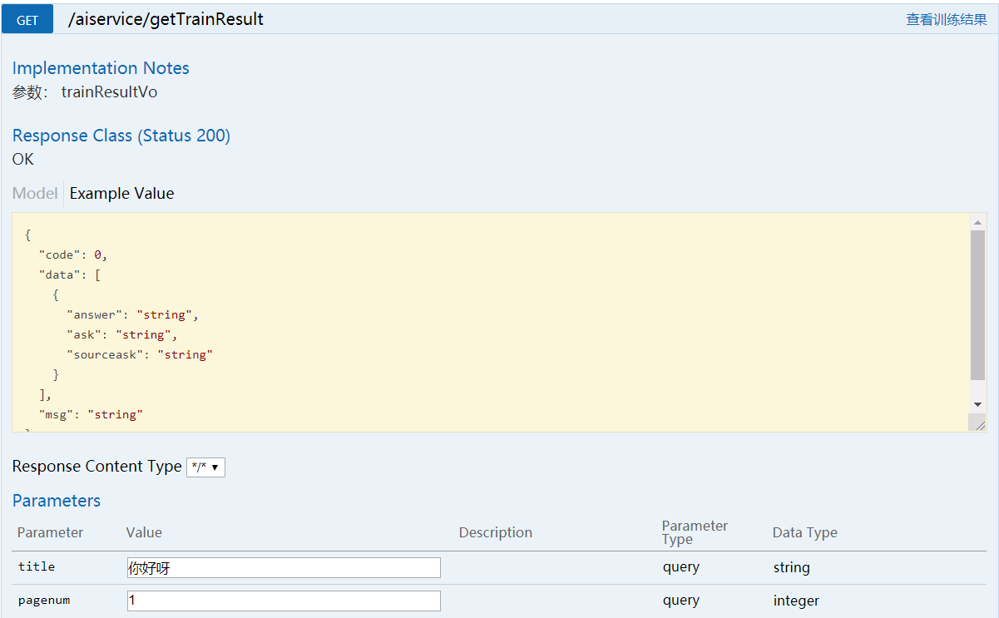 GET /aiservice/getTrainResult 查看训练结果
Implementation Notes
参数： trainResultVo
Response Class (Status 200)
OK
Model Example Value
{
"code": 0,
"data": [
{
"answer": "string",
"ask": "string",
"sourceask": "string"
}
],
"msg": "string"
Response Content Type */*
Parameters
Parameter Value Description Parameter Type Data Type
title 你好呀 query string
pagenum 1 query integer